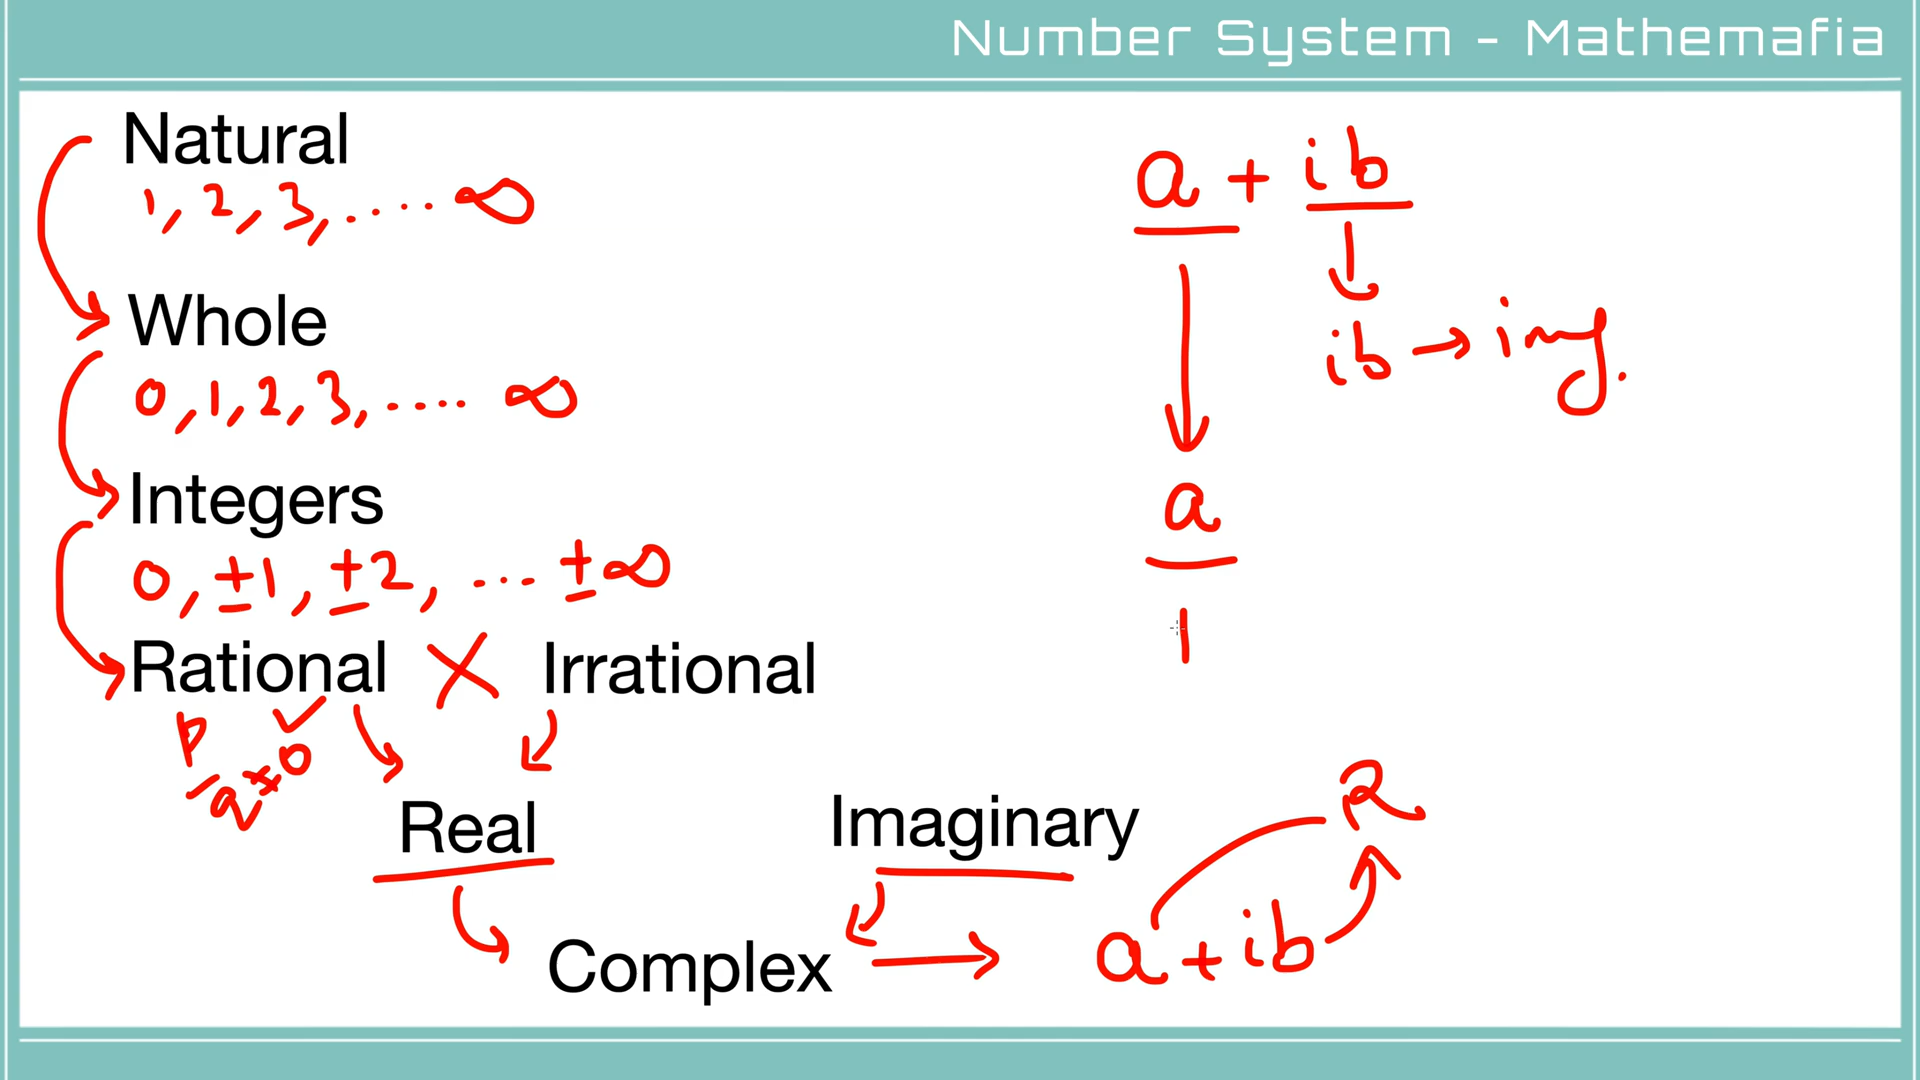 Number System - Mathemafia
Natural
1, 2, 3, ..... ∞
Whole
0, 1, 2, 3, ..... ∞
Integers
0, ±1, ±2, ... ±∞
Rational X Irrational
p/q ≠ 0 ✓
Real
Imaginary
Complex → a + ib
R
a + ib
ib → img.
a